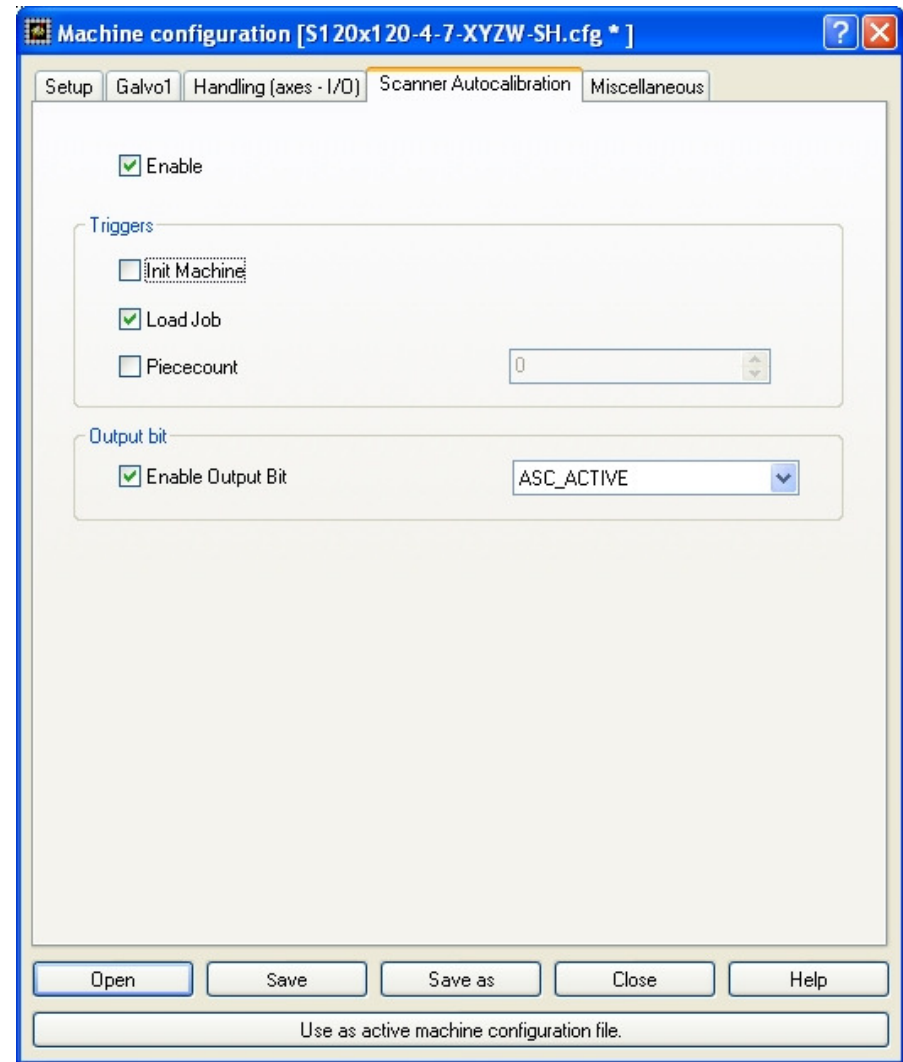 Machine configuration [S120x120-4-7-XYZW-SH.cfg * ]
Setup Galvo1 Handling (axes - I/O) Scanner Autocalibration Miscellaneous
Enable
Triggers
Init Machine
Load Job
Piececount 0
Output bit
Enable Output Bit ASC_ACTIVE
Open Save Save as Close Help
Use as active machine configuration file.